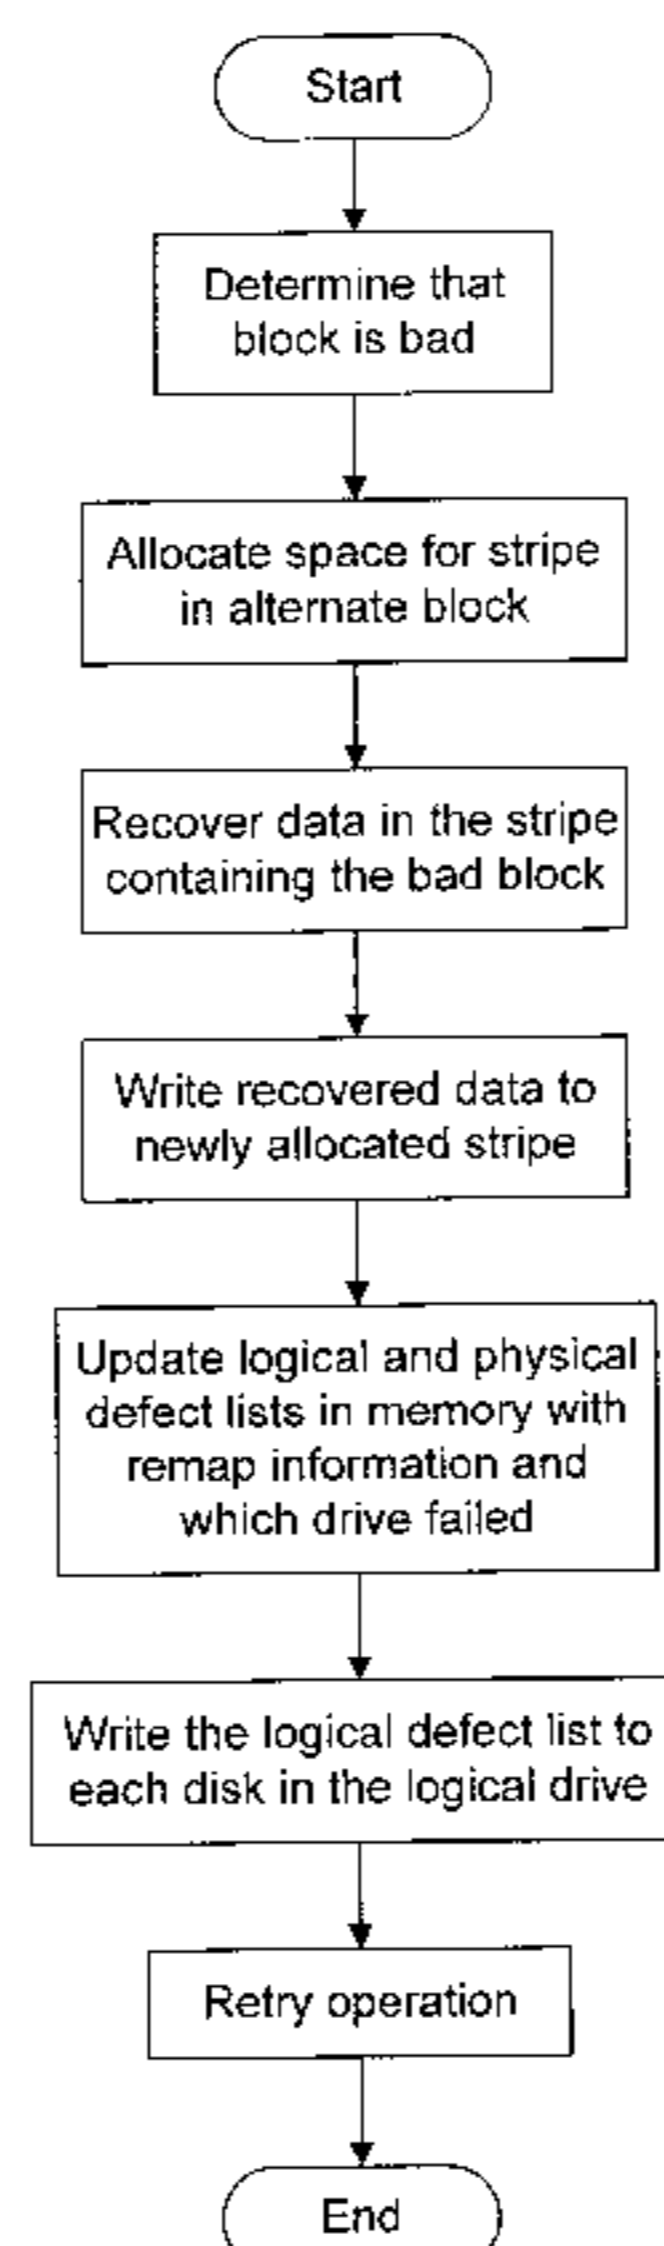 Start
Determine that
block is bad
Allocate space for stripe
in alternate block
Recover data in the stripe
containing the bad block
Write recovered data to
newly allocated stripe
Update logical and physical
defect lists in memory with
remap information and
which drive failed
Write the logical defect list to
each disk in the logical drive
Retry operation
End